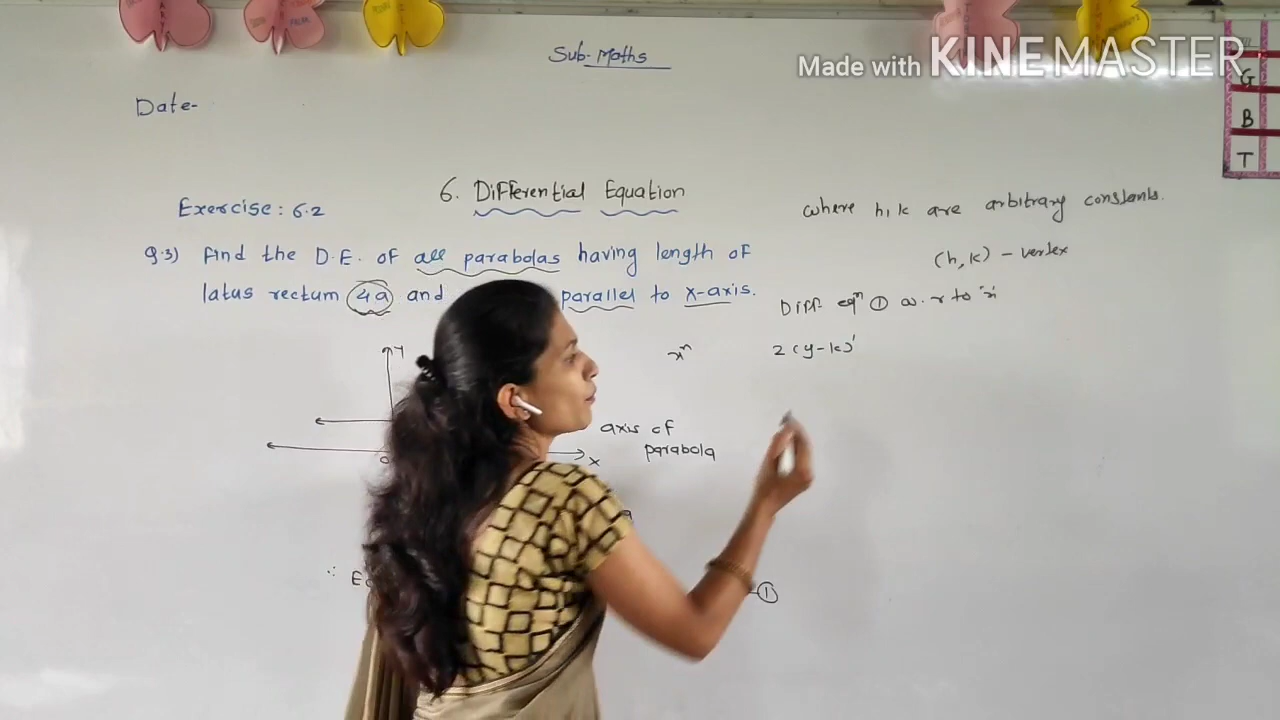 Sub-Maths
Made with KINEMASTER
Date-
6. Differential Equation
Exercise: 6.2
Q.3) Find the D.E. of all parabolas having length of
latus rectum 4a and parallel to x-axis.
where h, k are arbitrary constants.
(h, k) - vertex
Diff. eqⁿ ① w.r to 'x'
xⁿ
2(y-k)'
Y
axis of
parabola
X
①
G
B
T